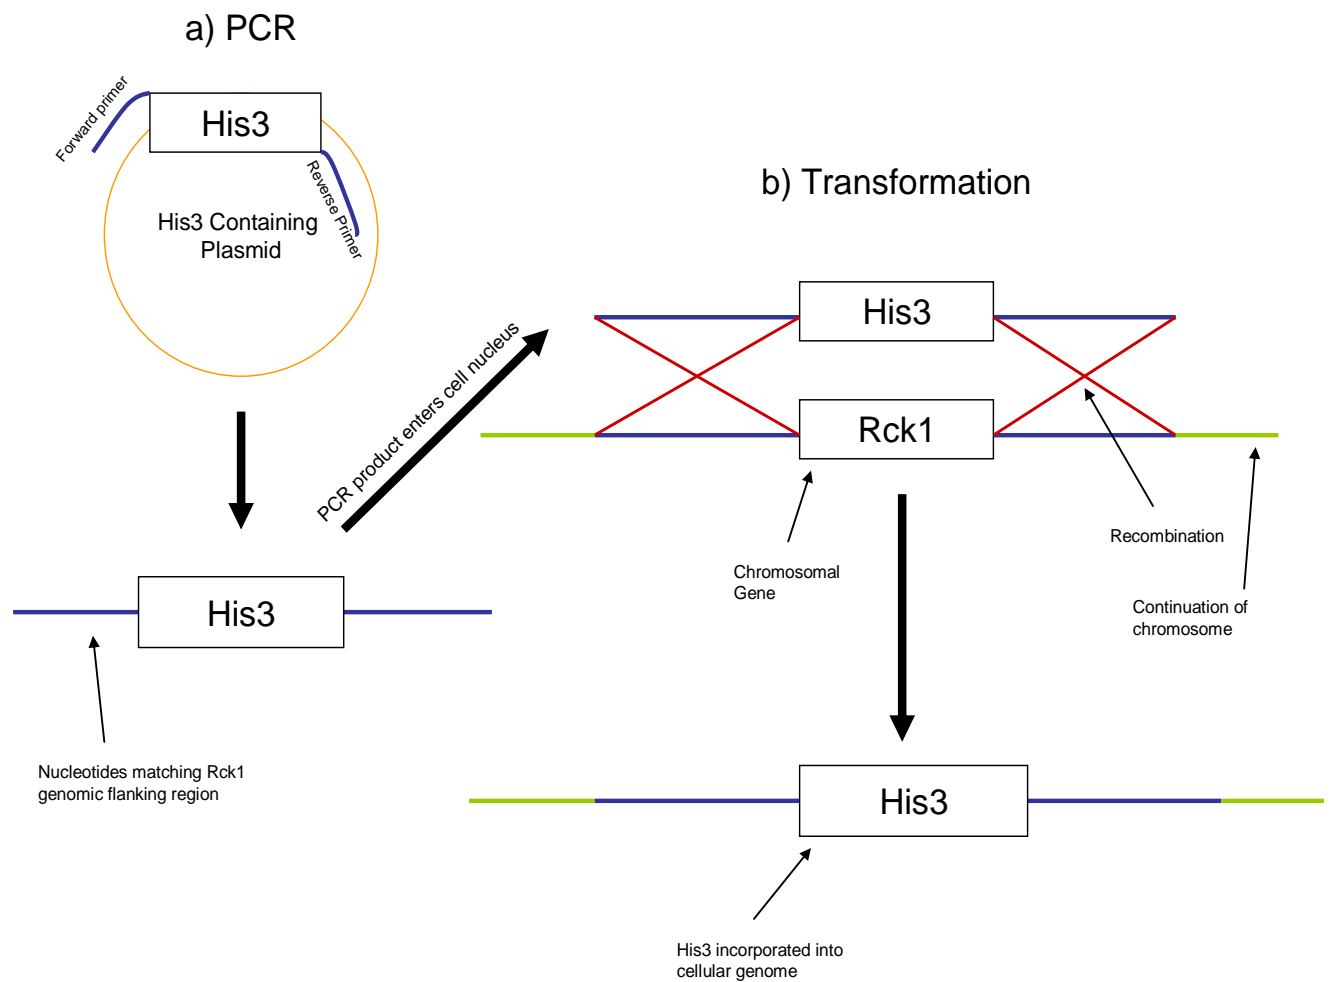 a) PCR
Forward primer
His3
Reverse Primer
His3 Containing
Plasmid
PCR product enters cell nucleus
His3
Nucleotides matching Rck1
genomic flanking region
b) Transformation
His3
Rck1
Recombination
Chromosomal
Gene
Continuation of
chromosome
His3
His3 incorporated into
cellular genome